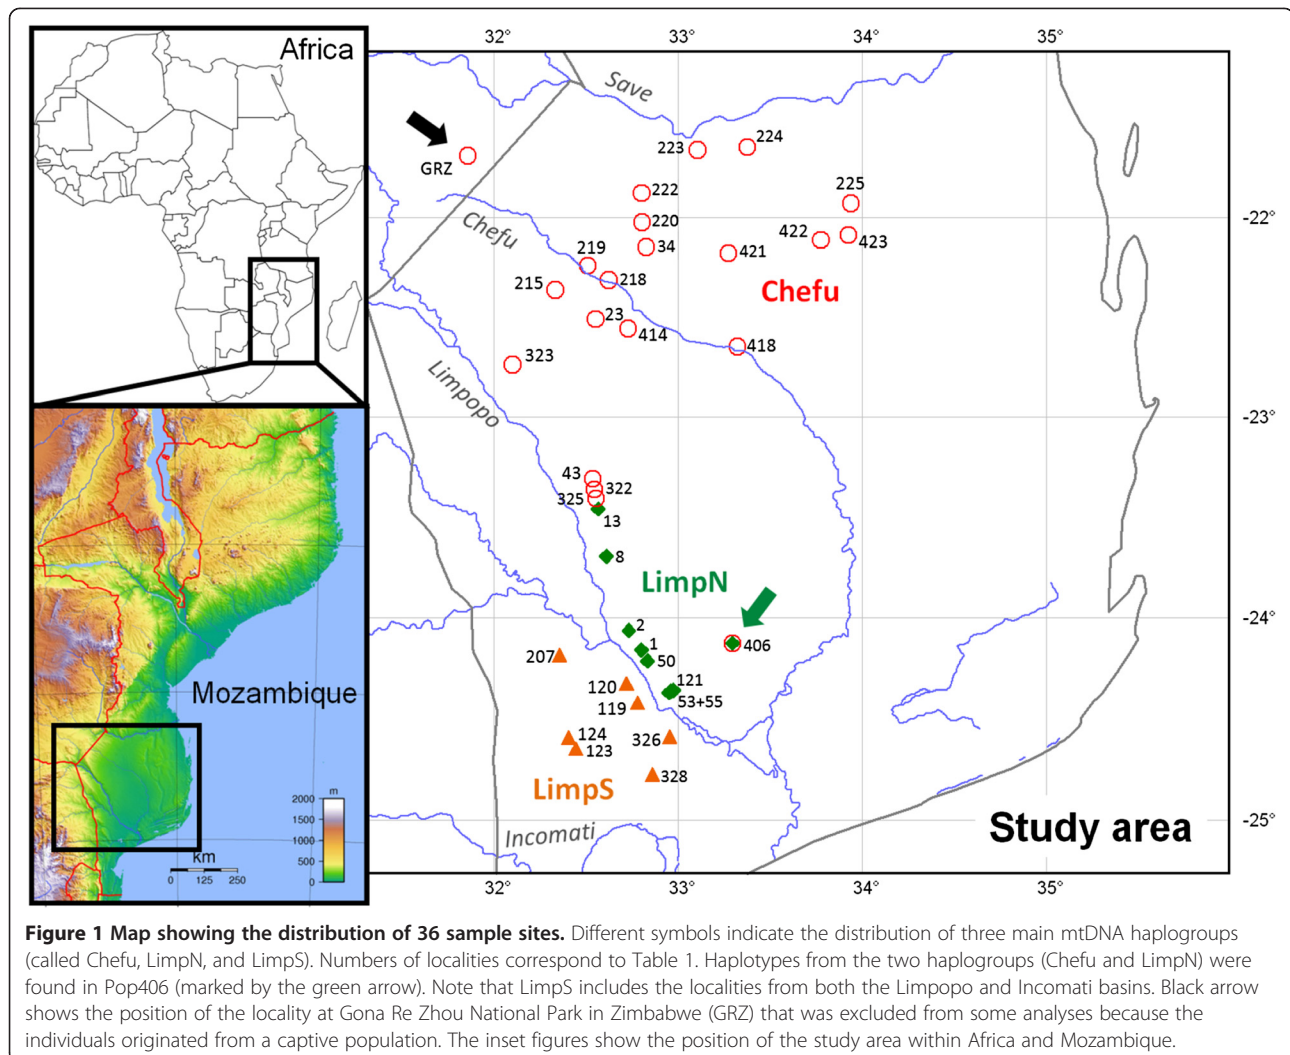 Africa
32°
33°
34°
35°
Save
223
224
GRZ
222
225
220
Chefu
34
422
423
-22°
219
421
215
218
Chefu
23
414
418
323
Limpopo
-23°
43
322
325
13
8
LimpN
2
-24°
1
406
207
50
120
121
119
53+55
124
326
123
LimpS
328
Incomati
Study area
-25°
32°
33°
34°
35°
Mozambique
m
2000
1500
1000
500
0
km
0 125 250
Figure 1 Map showing the distribution of 36 sample sites. Different symbols indicate the distribution of three main mtDNA haplogroups
(called Chefu, LimpN, and LimpS). Numbers of localities correspond to Table 1. Haplotypes from the two haplogroups (Chefu and LimpN) were
found in Pop406 (marked by the green arrow). Note that LimpS includes the localities from both the Limpopo and Incomati basins. Black arrow
shows the position of the locality at Gona Re Zhou National Park in Zimbabwe (GRZ) that was excluded from some analyses because the
individuals originated from a captive population. The inset figures show the position of the study area within Africa and Mozambique.